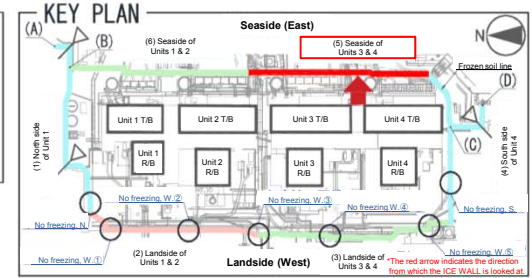 KEY PLAN
Seaside (East)
N
(A)
(B)
(6) Seaside of
Units 1 & 2
(5) Seaside of
Units 3 & 4
Frozen soil line
(D)
(C)
(1) North side
of Unit 1
(4) South side
of Unit 4
Unit 1 T/B
Unit 2 T/B
Unit 3 T/B
Unit 4 T/B
Unit 1
R/B
Unit 2
R/B
Unit 3
R/B
Unit 4
R/B
No freezing, W.②
No freezing, W.③
No freezing, W.④
No freezing, S.
No freezing, N.
No freezing, W.①
No freezing, W.⑤
(2) Landside of
Units 1 & 2
Landside (West)
(3) Landside of
Units 3 & 4
*The red arrow indicates the direction
from which the ICE WALL is looked at.